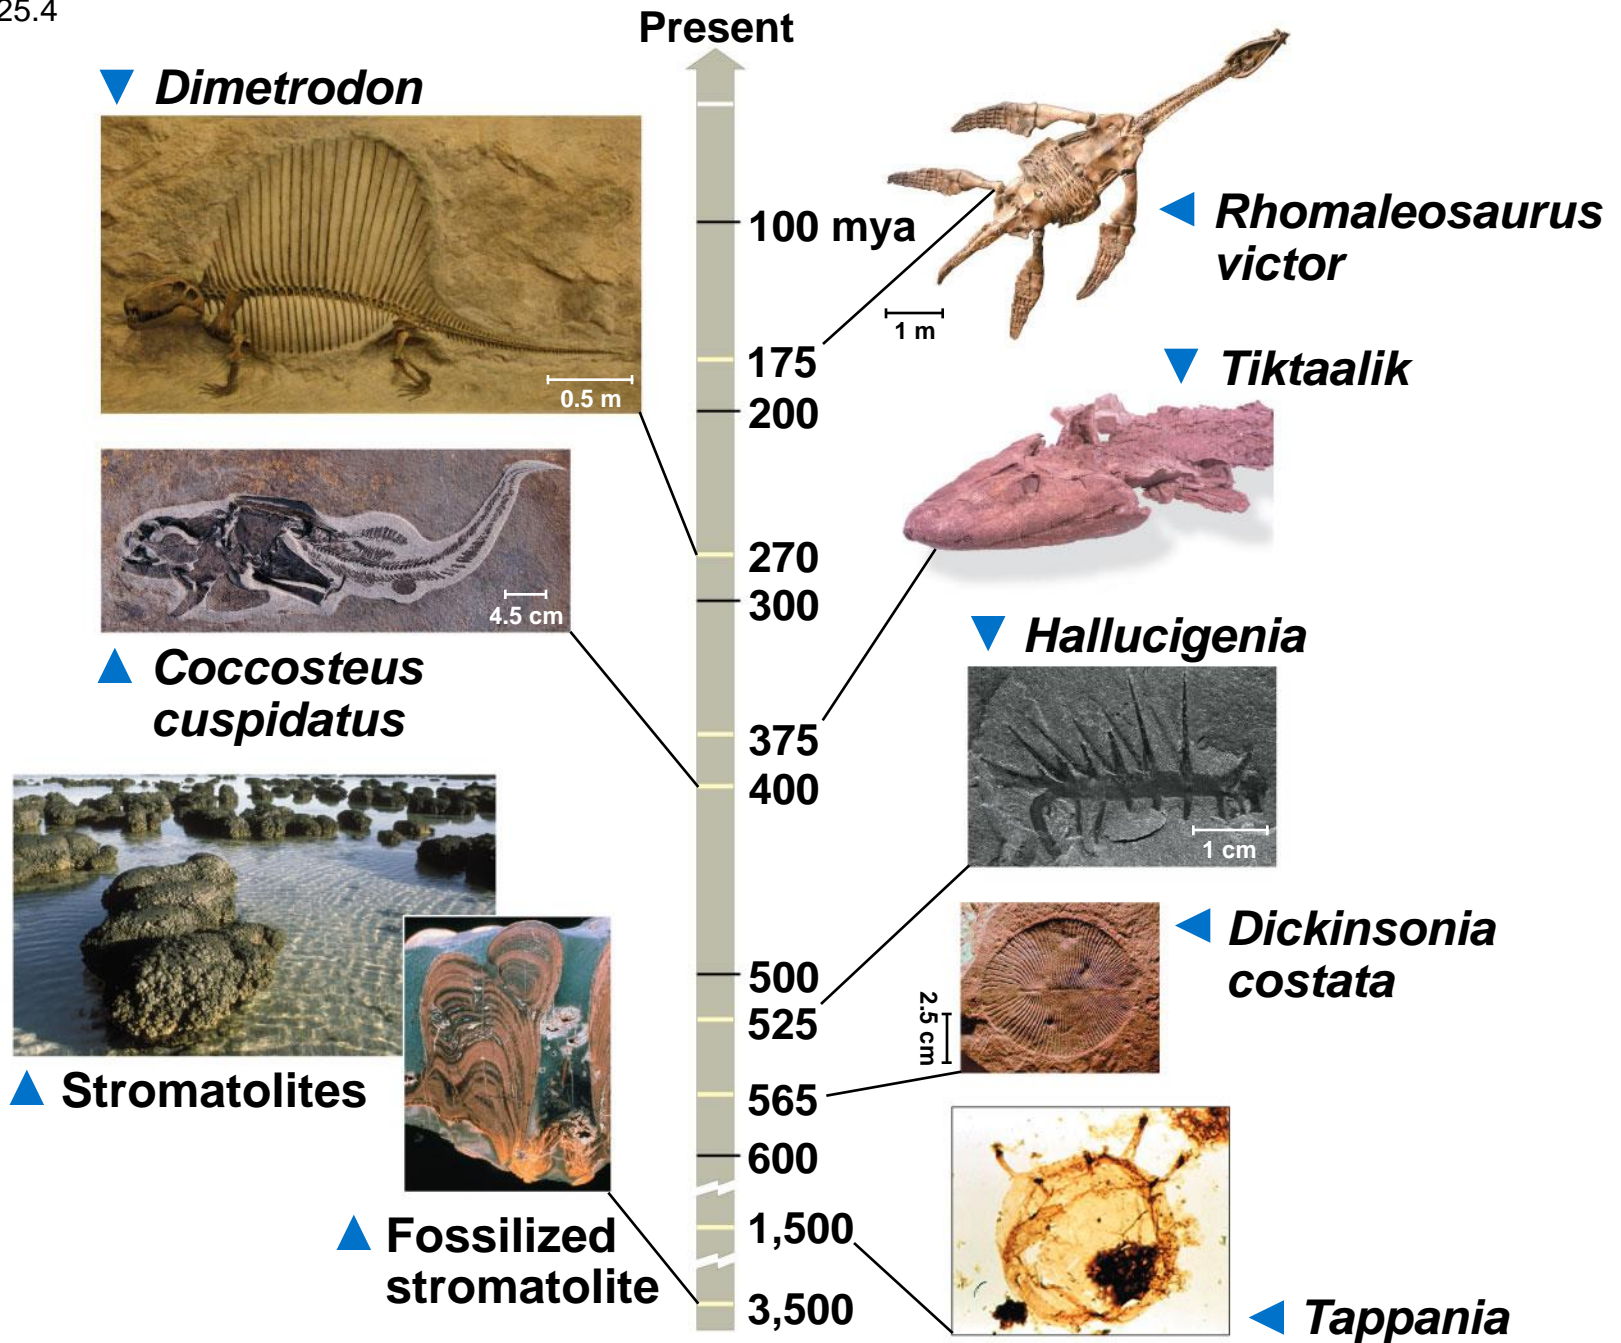 25.4
Present
Dimetrodon
0.5 m
Rhomaleosaurus
victor
1 m
100 mya
175
200
Tiktaalik
270
300
4.5 cm
Coccosteus
cuspidatus
375
400
Hallucigenia
1 cm
500
525
Dickinsonia
costata
2.5 cm
565
600
Stromatolites
Fossilized
stromatolite
1,500
3,500
Tappania